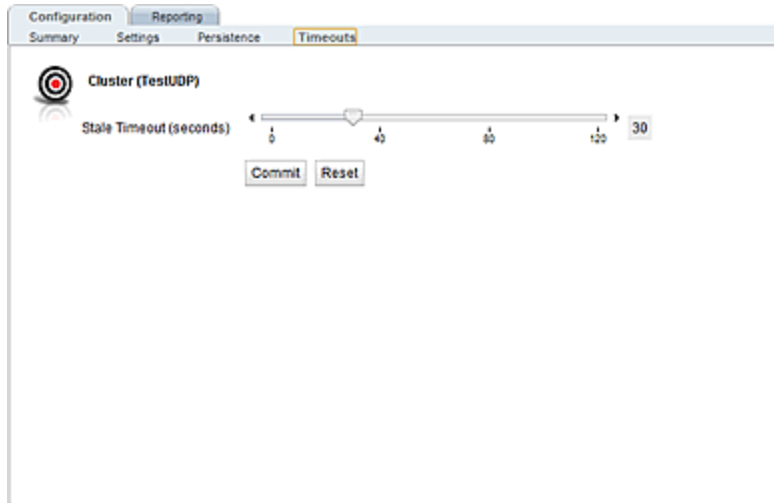 Configuration Reporting
Summary Settings Persistence Timeouts
Cluster (TestUDP)
Stale Timeout (seconds) 30
0 40 80 120
Commit Reset